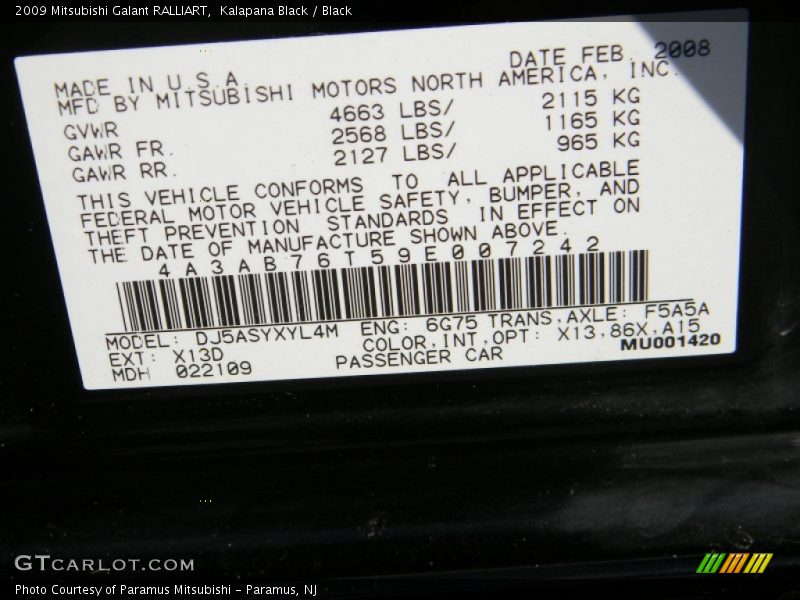 2009 Mitsubishi Galant RALLIART, Kalapana Black / Black
DATE FEB 2008
MADE IN U.S.A
MFD BY MITSUBISHI MOTORS NORTH AMERICA, INC.
GVWR 4663 LBS/ 2115 KG
GAWR FR. 2568 LBS/ 1165 KG
GAWR RR. 2127 LBS/ 965 KG
THIS VEHICLE CONFORMS TO ALL APPLICABLE
FEDERAL MOTOR VEHICLE SAFETY, BUMPER, AND
THEFT PREVENTION STANDARDS IN EFFECT ON
THE DATE OF MANUFACTURE SHOWN ABOVE.
4A3AB76T59E007242
MODEL: DJ5ASYXYL4M ENG: 6G75 TRANS.AXLE: F5A5A
EXT: X13D COLOR.INT.OPT: X13.86X.A15
MDH 022109 PASSENGER CAR MU001420
GTCARLOT.COM
Photo Courtesy of Paramus Mitsubishi - Paramus, NJ